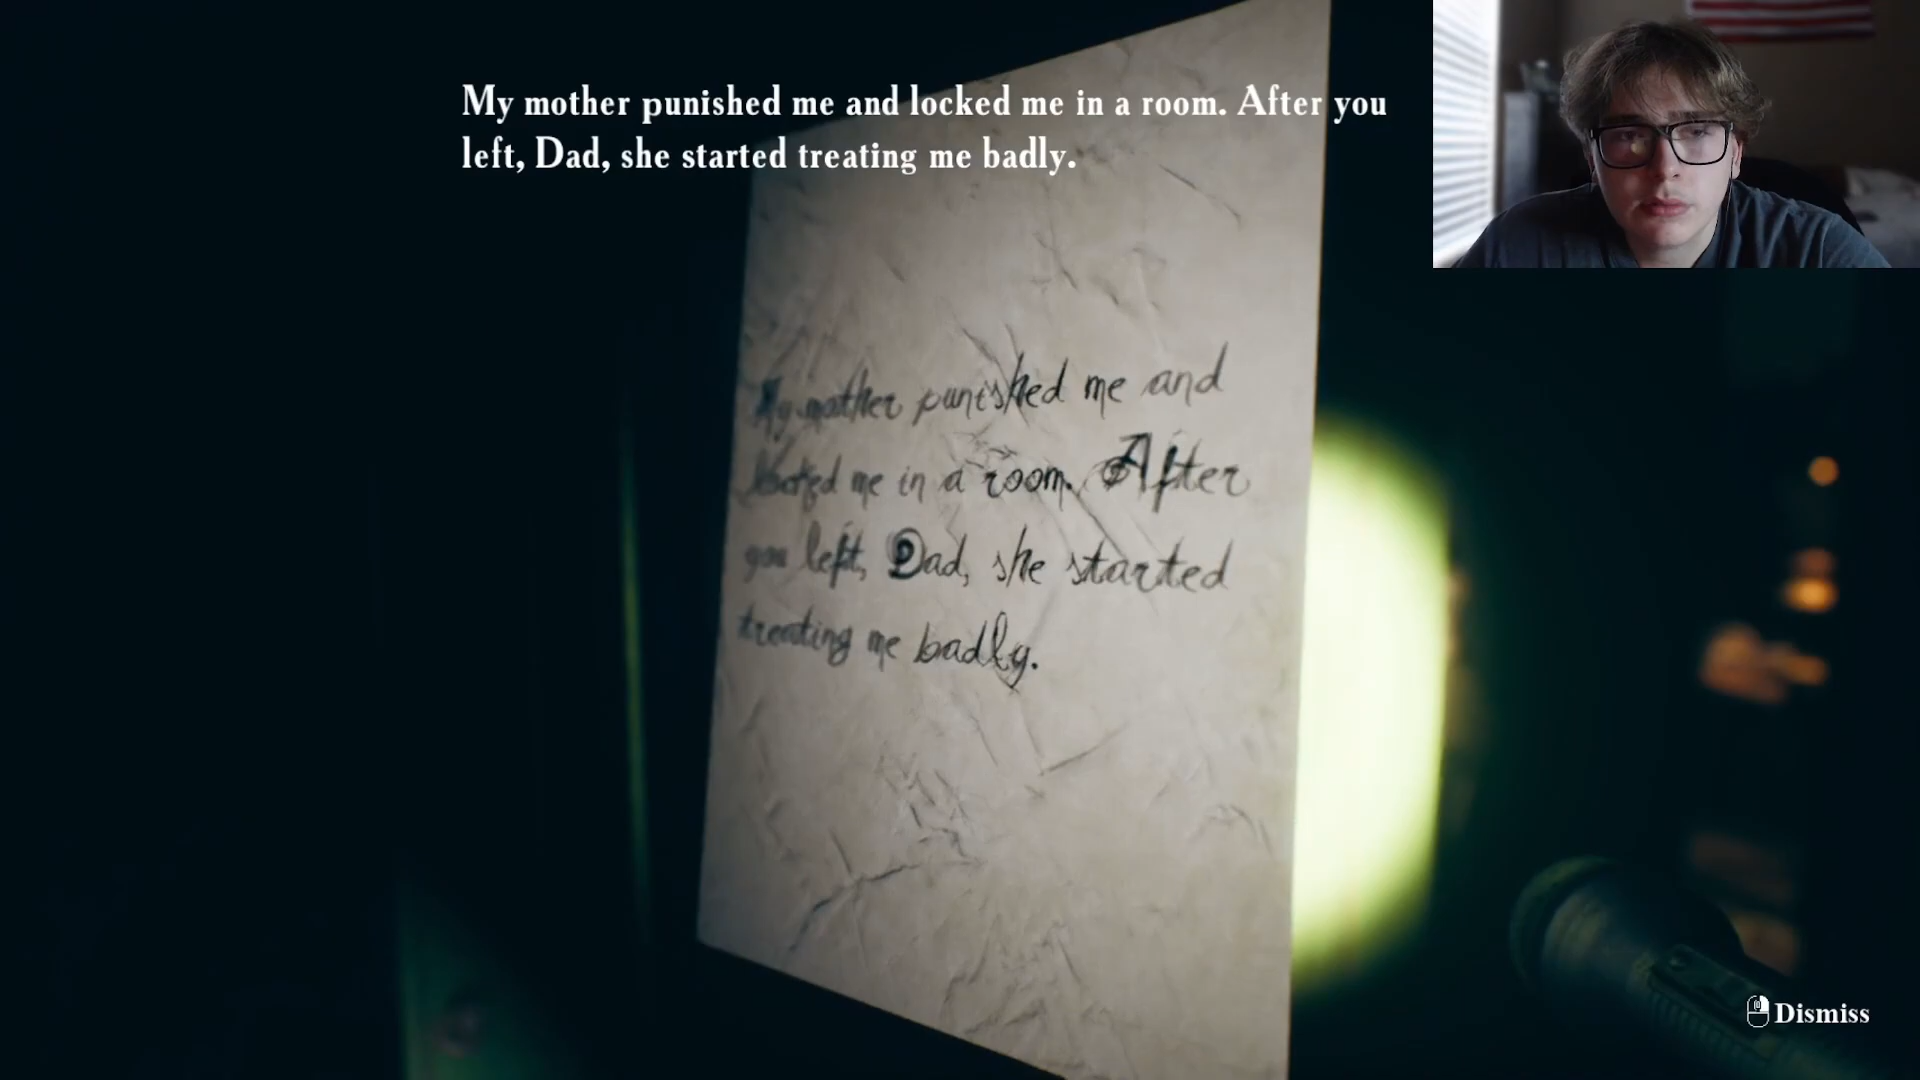 My mother punished me and locked me in a room. After you
left, Dad, she started treating me badly.
My mother punished me and
locked me in a room. After
you left, Dad, she started
treating me badly.
Dismiss